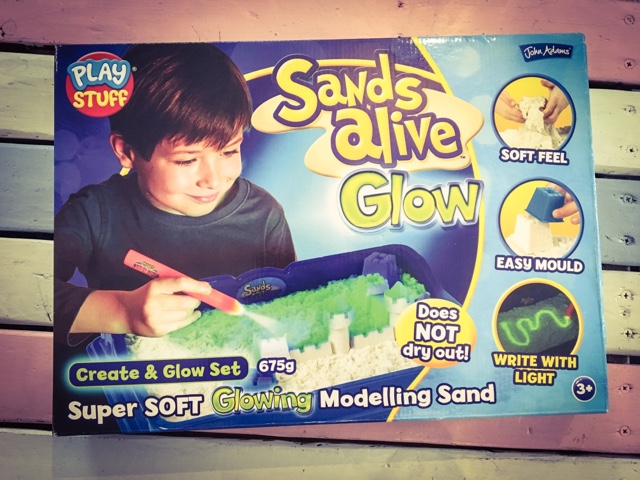 PLAY
STUFF
John Adams
Sands
alive
Glow
SOFT FEEL
EASY MOULD
WRITE WITH
LIGHT
3+
Sands
Does
NOT
dry out!
Create & Glow Set
675g
Super SOFT Glowing Modelling Sand